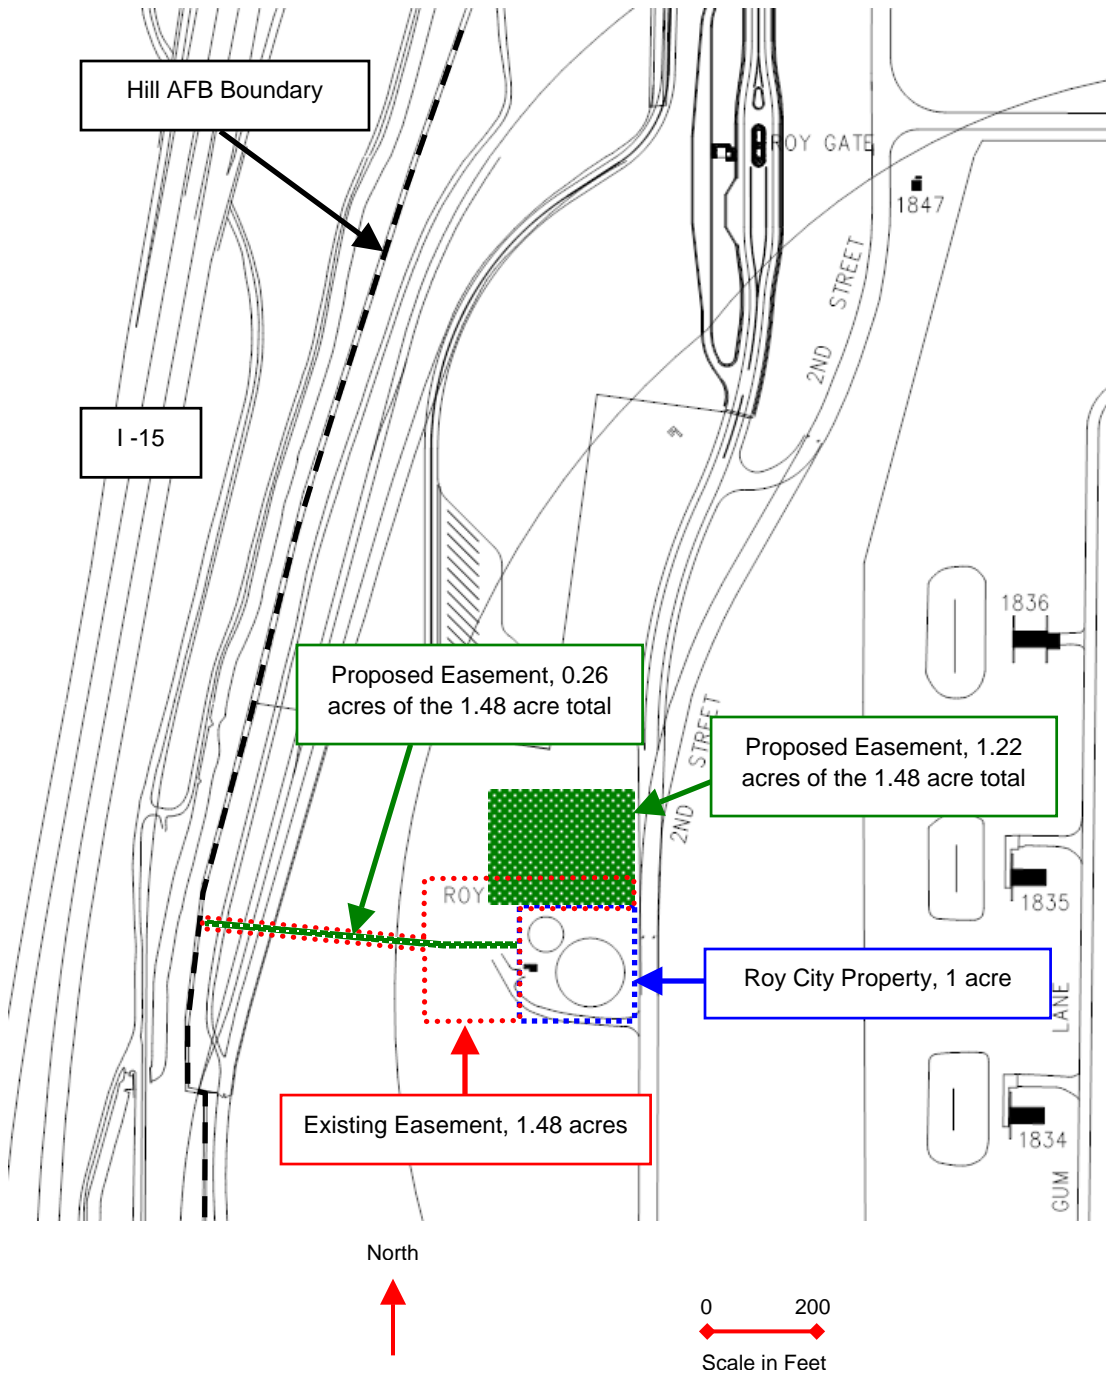 Hill AFB Boundary
ROY GATE
1847
2ND STREET
I -15
1836
Proposed Easement, 0.26
acres of the 1.48 acre total
2ND STREET
Proposed Easement, 1.22
acres of the 1.48 acre total
ROY
1835
Roy City Property, 1 acre
Existing Easement, 1.48 acres
1834
GUM LANE
North
0 200
Scale in Feet